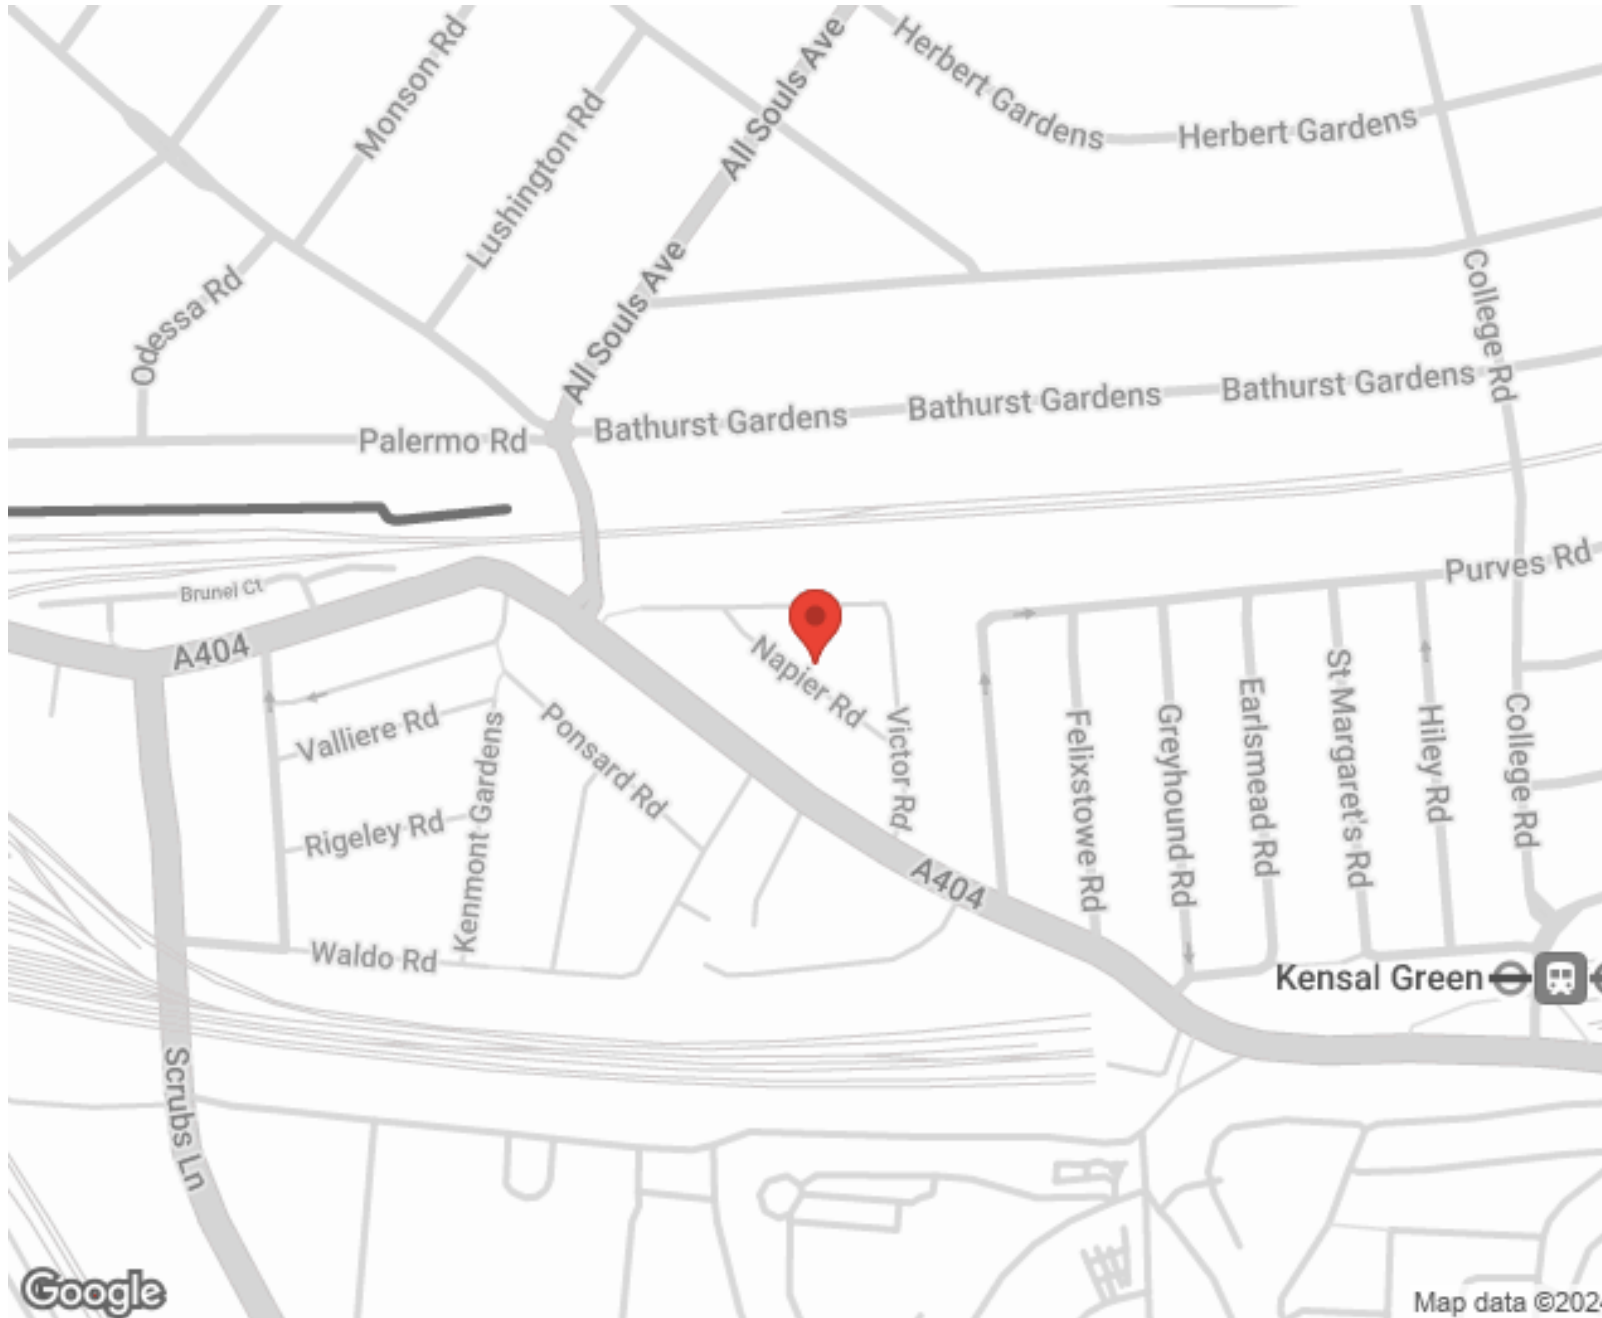 Monson Rd
All Souls Ave
Herbert Gardens
Herbert Gardens
Lushington Rd
All Souls Ave
Odessa Rd
College Rd
Bathurst Gardens
Bathurst Gardens
Bathurst Gardens
Palermo Rd
Purves Rd
Brunel Ct
A404
Napier Rd
Valliere Rd
Ponsard Rd
Victor Rd
Felixstowe Rd
Greyhound Rd
Earlsmead Rd
St Margaret's Rd
Hiley Rd
College Rd
Rigeley Rd
Kenmont Gardens
A404
Waldo Rd
Kensal Green
Scrubs Ln
Google
Map data ©2024